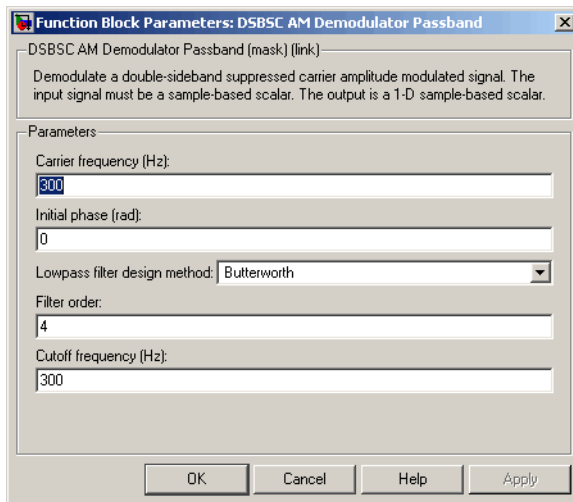 Function Block Parameters: DSBSC AM Demodulator Passband
DSBSC AM Demodulator Passband (mask) (link)
Demodulate a double-sideband suppressed carrier amplitude modulated signal. The
input signal must be a sample-based scalar. The output is a 1-D sample-based scalar.
Parameters
Carrier frequency (Hz):
300
Initial phase (rad):
0
Lowpass filter design method: Butterworth
Filter order:
4
Cutoff frequency (Hz):
300
OK Cancel Help Apply